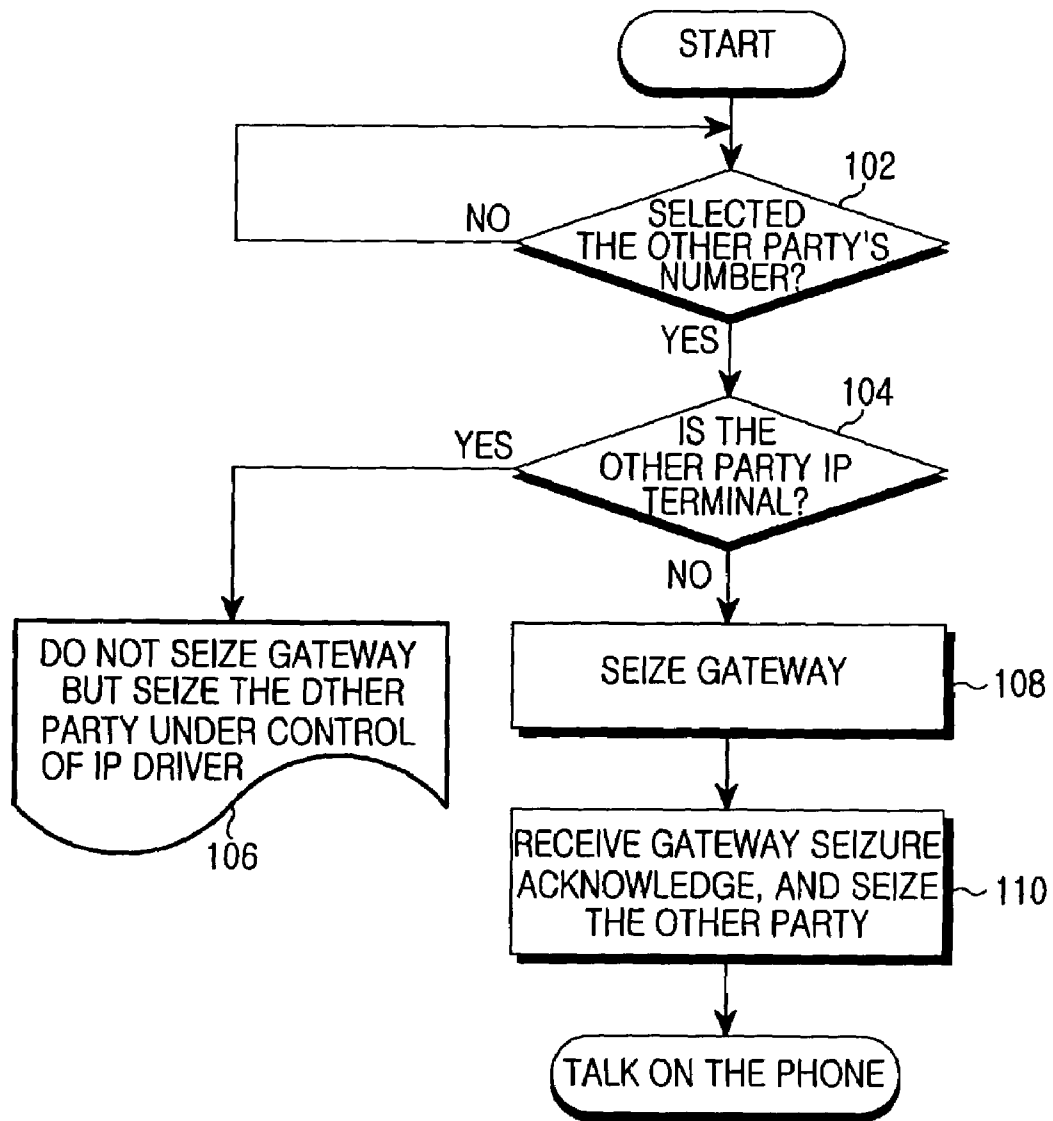 START
102
NO
SELECTED
THE OTHER PARTY'S
NUMBER?
YES
104
YES
IS THE
OTHER PARTY IP
TERMINAL?
NO
DO NOT SEIZE GATEWAY
BUT SEIZE THE DTHER
PARTY UNDER CONTROL
OF IP DRIVER
106
SEIZE GATEWAY
108
RECEIVE GATEWAY SEIZURE
ACKNOWLEDGE, AND SEIZE
THE OTHER PARTY
110
TALK ON THE PHONE